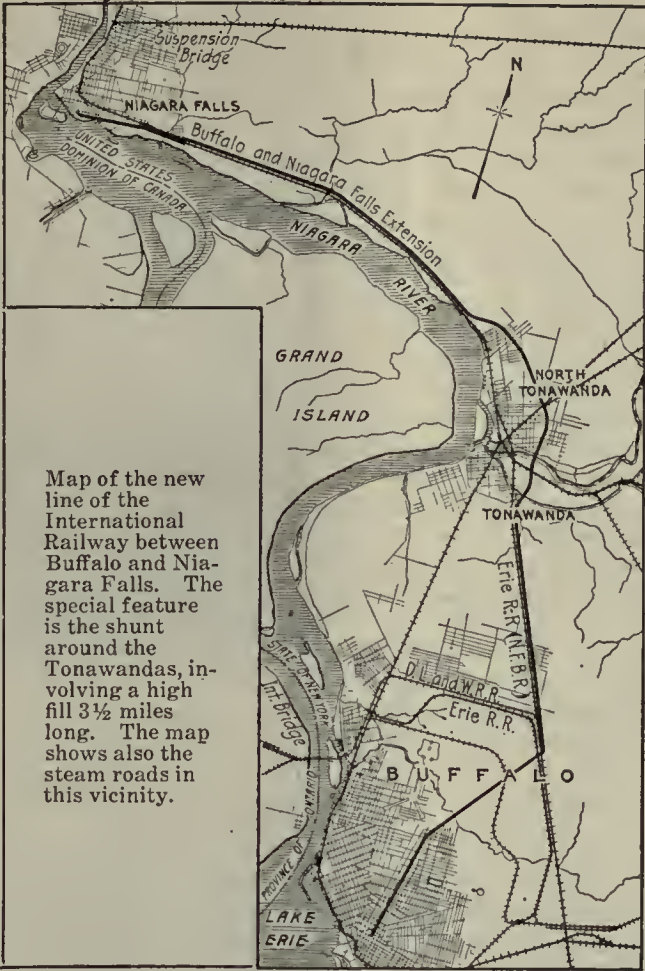 Suspension
Bridge
N
NIAGARA FALLS
Buffalo and Niagara Falls Extension
UNITED STATES
DOMINION OF CANADA
NIAGARA
RIVER
GRAND
ISLAND
NORTH
TONAWANDA
TONAWANDA
Map of the new
line of the
International
Railway between
Buffalo and Nia-
gara Falls. The
special feature
is the shunt
around the
Tonawandas, in-
volving a high
fill 3½ miles
long. The map
shows also the
steam roads in
this vicinity.
Erie R.R. (N.F.B.R.)
STATE OF NEW YORK
D.L. and W.R.R.
Erie R.R.
Int. Bridge
BUFFALO
PROVINCE OF ONTARIO
LAKE
ERIE